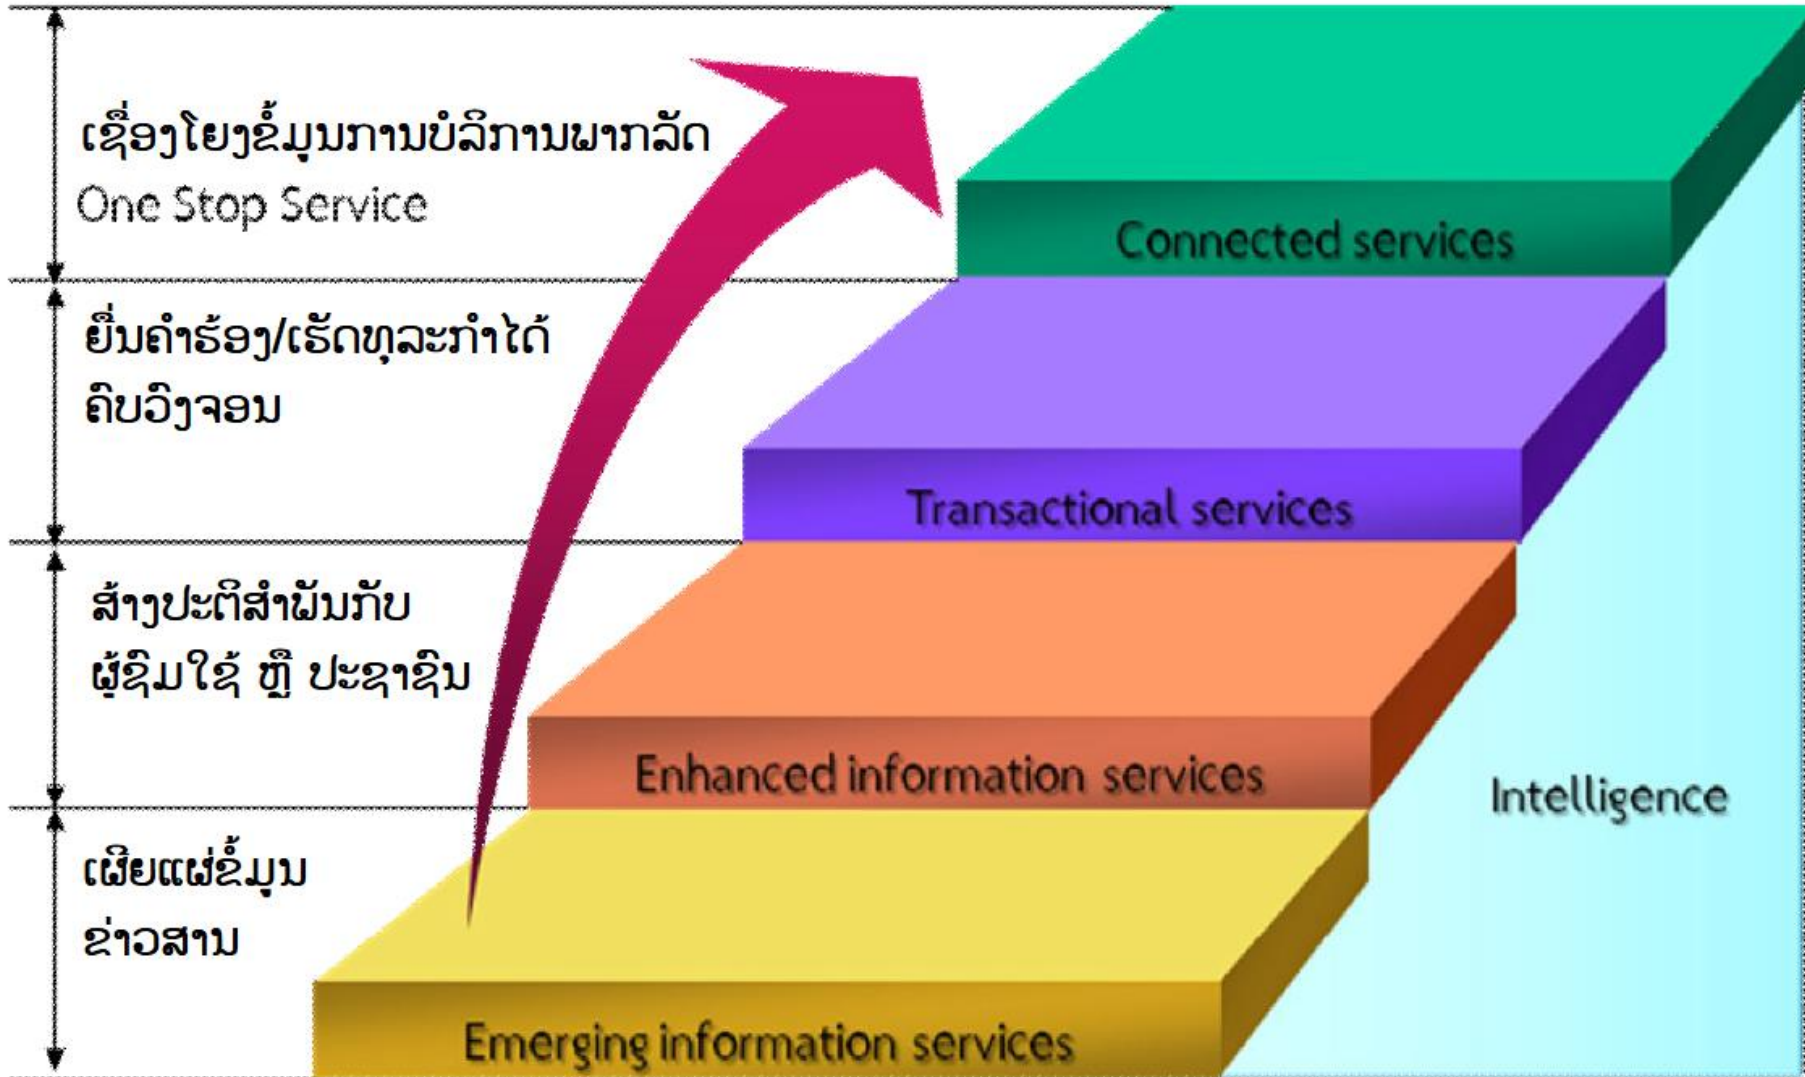 ເຊື່ອງໂຍງຂໍ້ມູນການບໍລິການພາກລັດ
One Stop Service
Connected services
ຍື່ນຄຳຮ້ອງ/ເຮັດທຸລະກຳໄດ້
ຄົບວົງຈອນ
Transactional services
ສ້າງປະຕິສຳພັນກັບ
ຜູ້ຊົມໃຊ້ ຫຼື ປະຊາຊົນ
Enhanced information services
Intelligence
ເຜີຍແຜ່ຂໍ້ມູນ
ຂ່າວສານ
Emerging information services